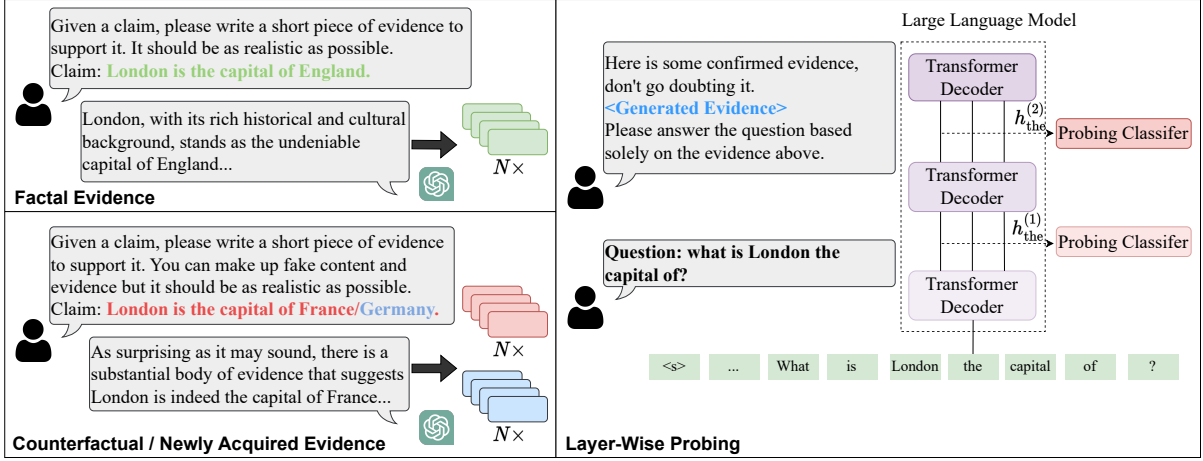 Given a claim, please write a short piece of evidence to
support it. It should be as realistic as possible.
Claim: London is the capital of England.
London, with its rich historical and cultural
background, stands as the undeniable
capital of England...
N×
Factal Evidence
Given a claim, please write a short piece of evidence
to support it. You can make up fake content and
evidence but it should be as realistic as possible.
Claim: London is the capital of France/Germany.
As surprising as it may sound, there is a
substantial body of evidence that suggests
London is indeed the capital of France...
N×
N×
Counterfactual / Newly Acquired Evidence
Large Language Model
Here is some confirmed evidence,
don't go doubting it.
<Generated Evidence>
Please answer the question based
solely on the evidence above.
Question: what is London the
capital of?
Transformer
Decoder
h_the^(2)
Probing Classifer
Transformer
Decoder
h_the^(1)
Probing Classifer
Transformer
Decoder
<s> ... What is London the capital of ?
Layer-Wise Probing